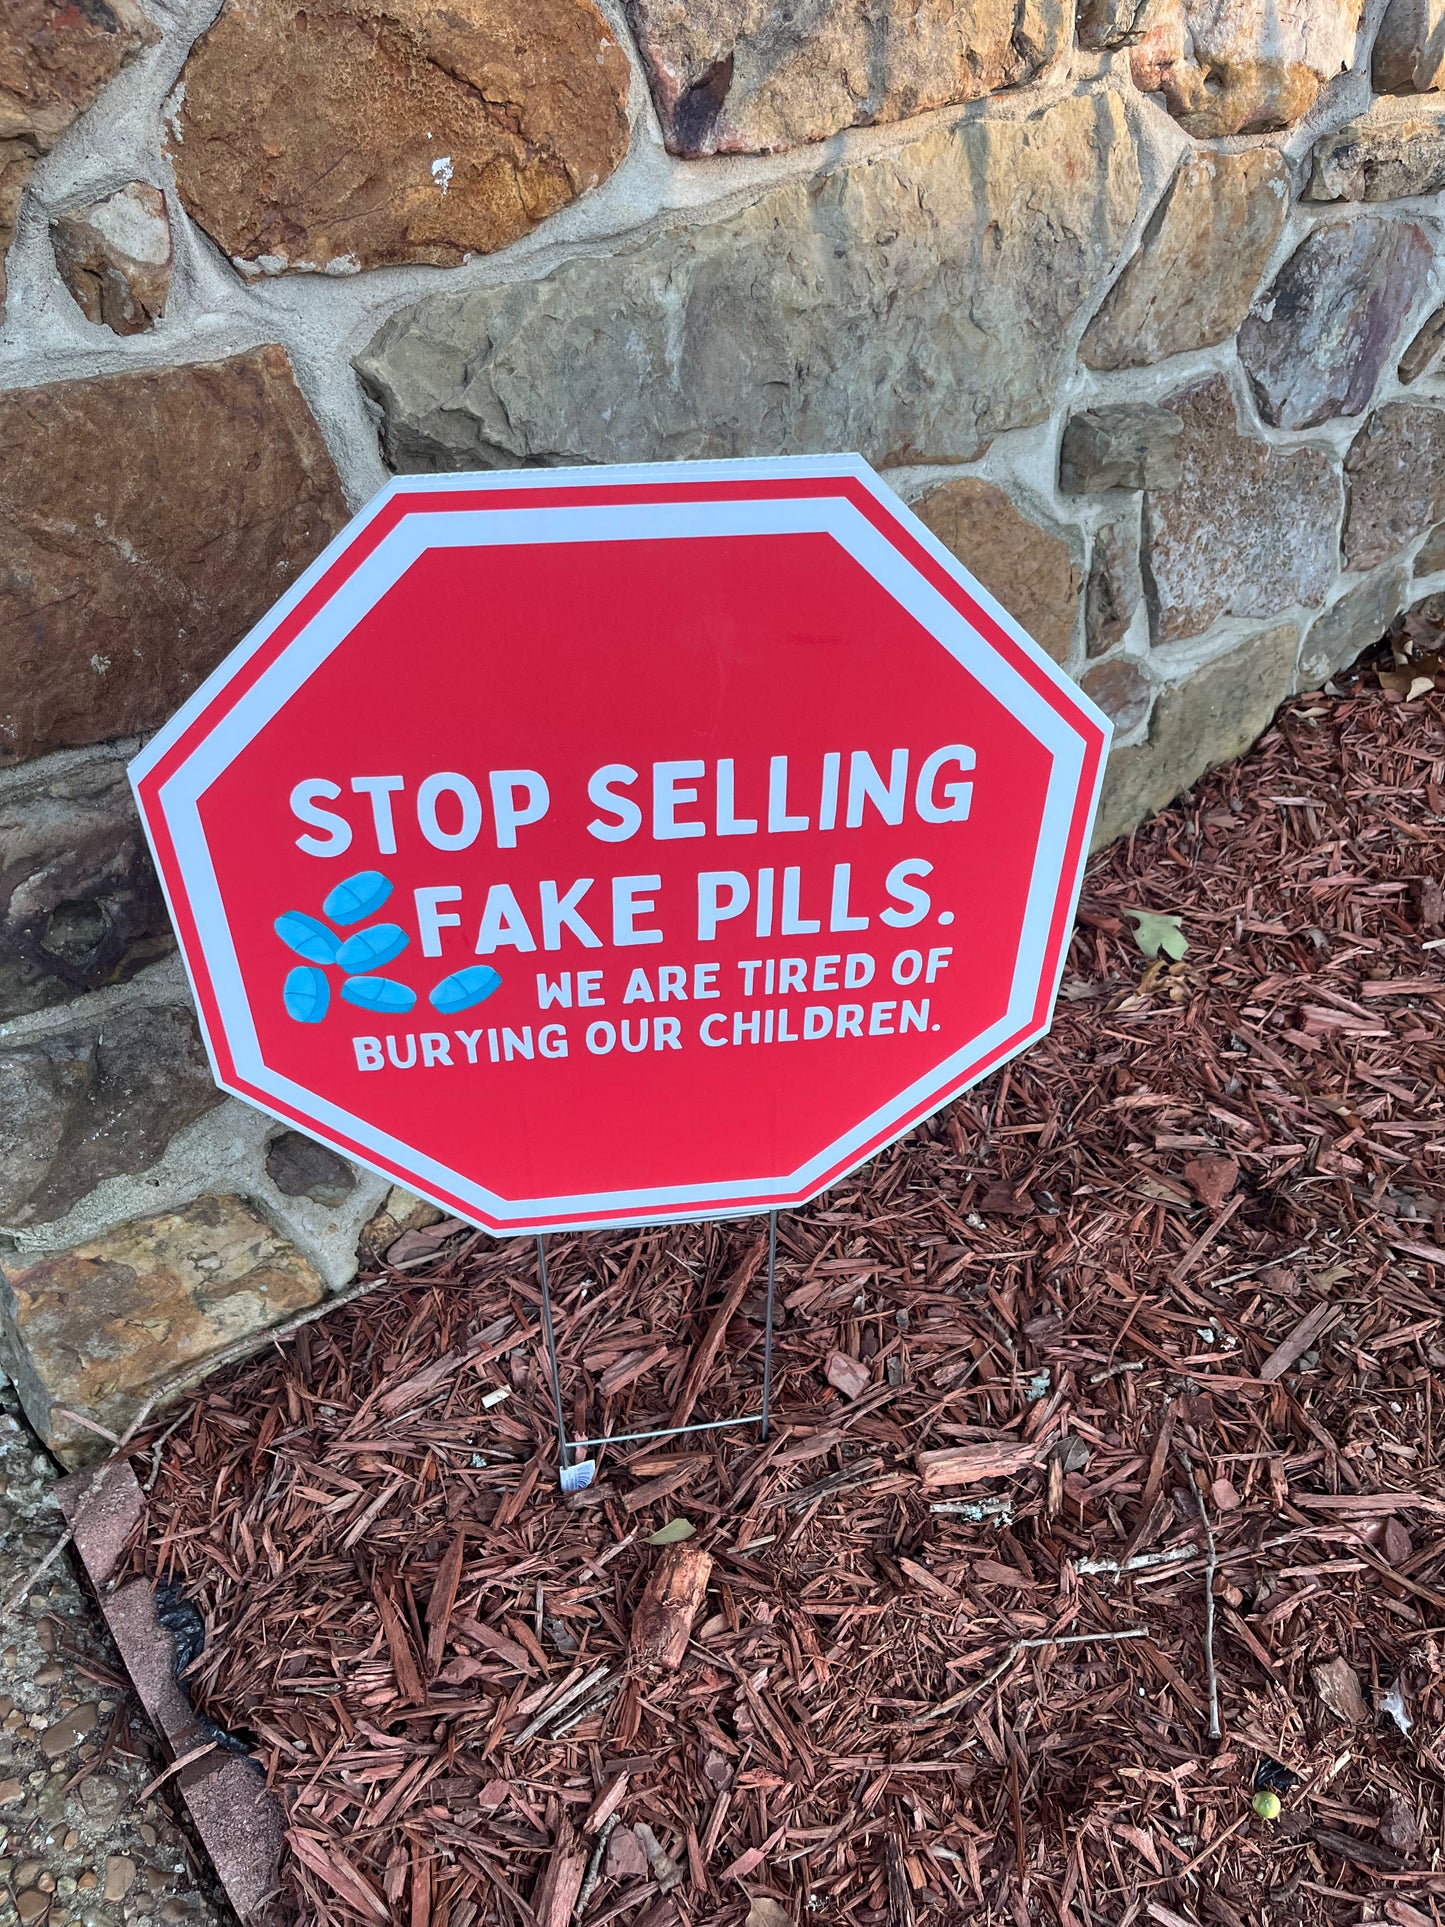 STOP SELLING
FAKE PILLS.
WE ARE TIRED OF
BURYING OUR CHILDREN.